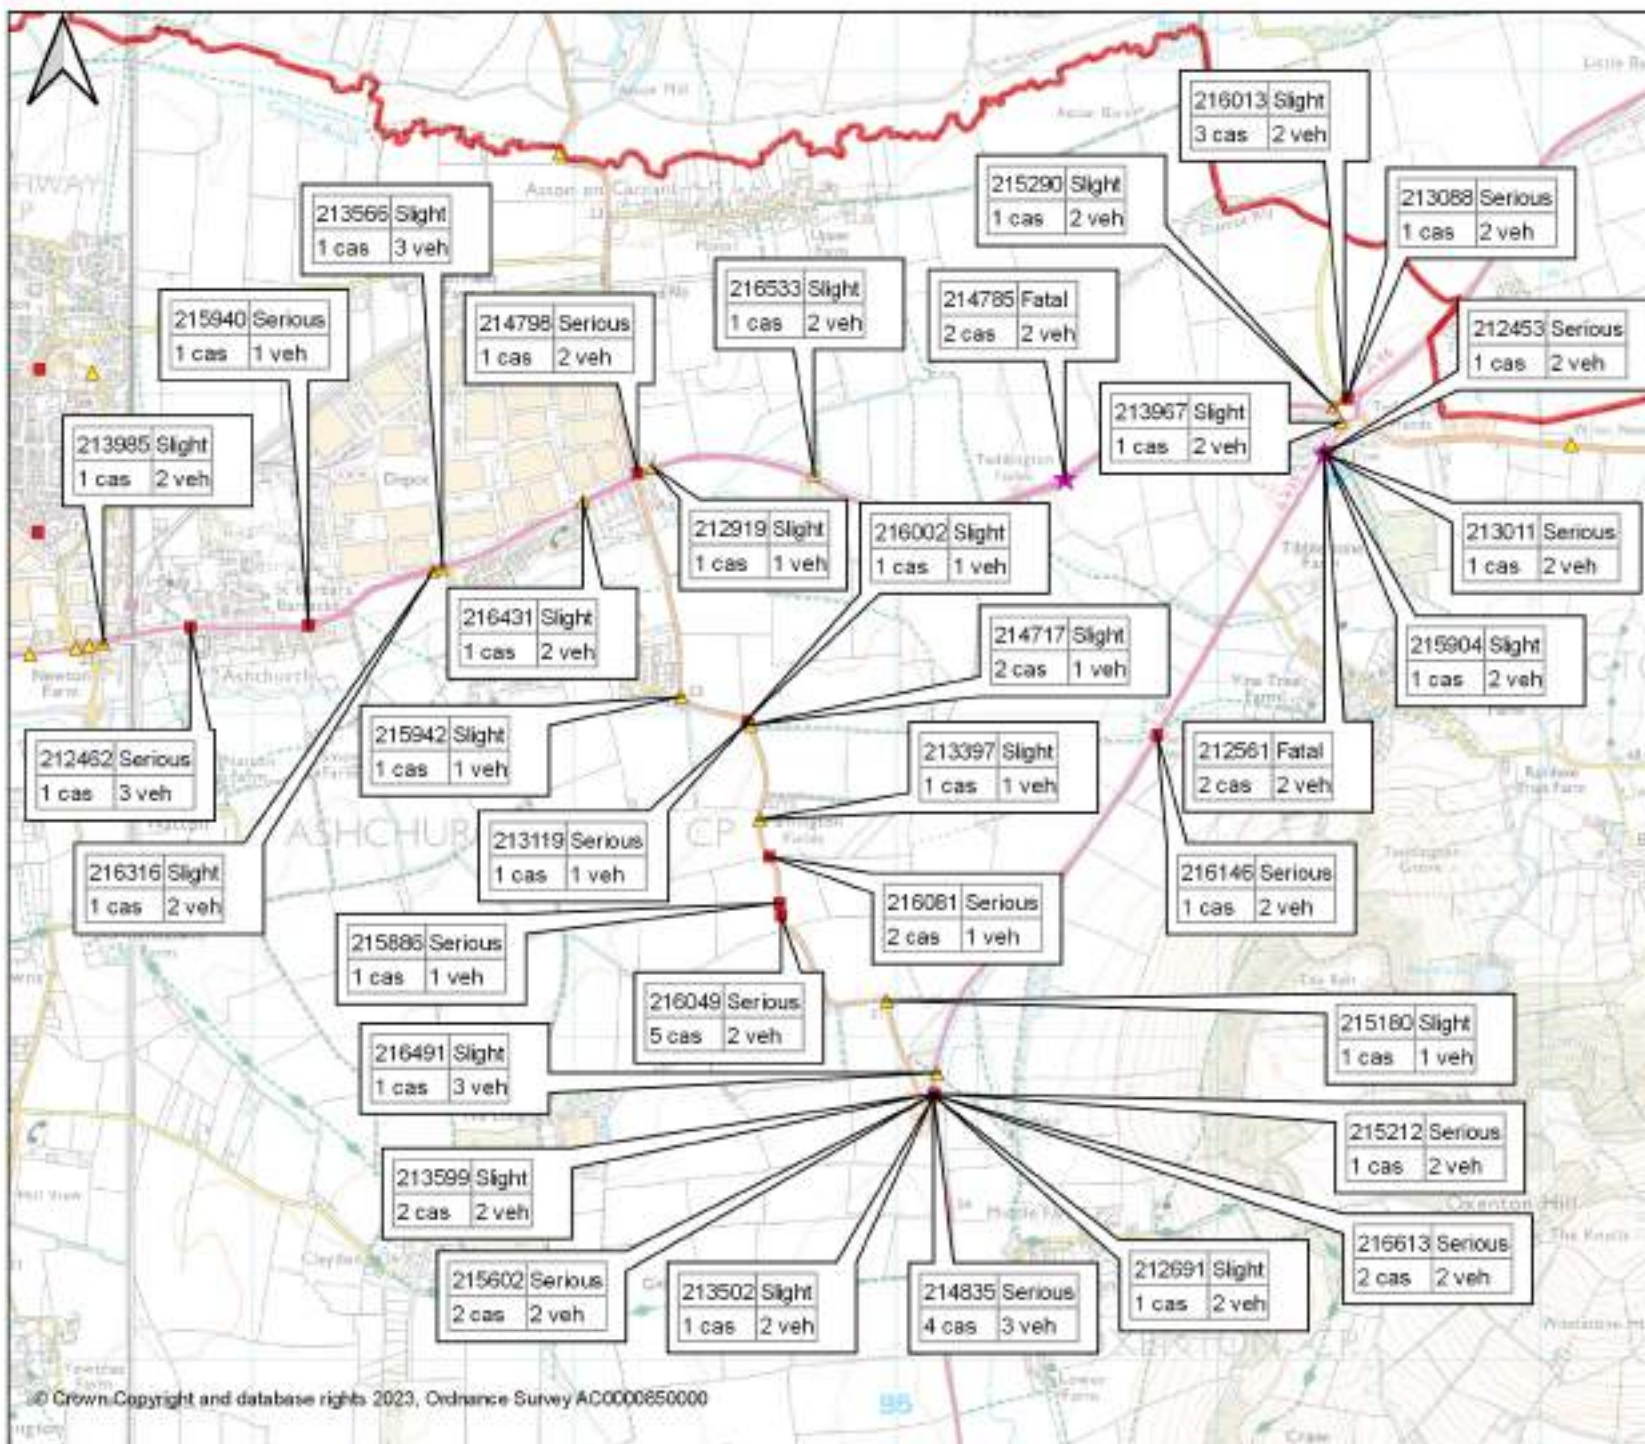 216013 Slight
3 cas 2 veh
215290 Slight
1 cas 2 veh
213088 Serious
1 cas 2 veh
213566 Slight
1 cas 3 veh
216533 Slight
1 cas 2 veh
214785 Fatal
2 cas 2 veh
215940 Serious
1 cas 1 veh
214798 Serious
1 cas 2 veh
212453 Serious
1 cas 2 veh
213967 Slight
1 cas 2 veh
213985 Slight
1 cas 2 veh
Depot
212919 Slight
1 cas 1 veh
216002 Slight
1 cas 1 veh
213011 Serious
1 cas 2 veh
216431 Slight
1 cas 2 veh
214717 Slight
2 cas 1 veh
215904 Slight
1 cas 2 veh
Newton
Farm
Ashchurch
212462 Serious
1 cas 3 veh
215942 Slight
1 cas 1 veh
213397 Slight
1 cas 1 veh
212561 Fatal
2 cas 2 veh
CP
216316 Slight
1 cas 2 veh
213119 Serious
1 cas 1 veh
216081 Serious
2 cas 1 veh
216146 Serious
1 cas 2 veh
215886 Serious
1 cas 1 veh
216049 Serious
5 cas 2 veh
215180 Slight
1 cas 1 veh
216491 Slight
1 cas 3 veh
215212 Serious
1 cas 2 veh
213599 Slight
2 cas 2 veh
Oxenton Hill
The Knolls
215602 Serious
2 cas 2 veh
213502 Slight
1 cas 2 veh
214835 Serious
4 cas 3 veh
212691 Slight
1 cas 2 veh
216613 Serious
2 cas 2 veh
Lower
Farm
© Crown Copyright and database rights 2023, Ordnance Survey AC0000850000
95